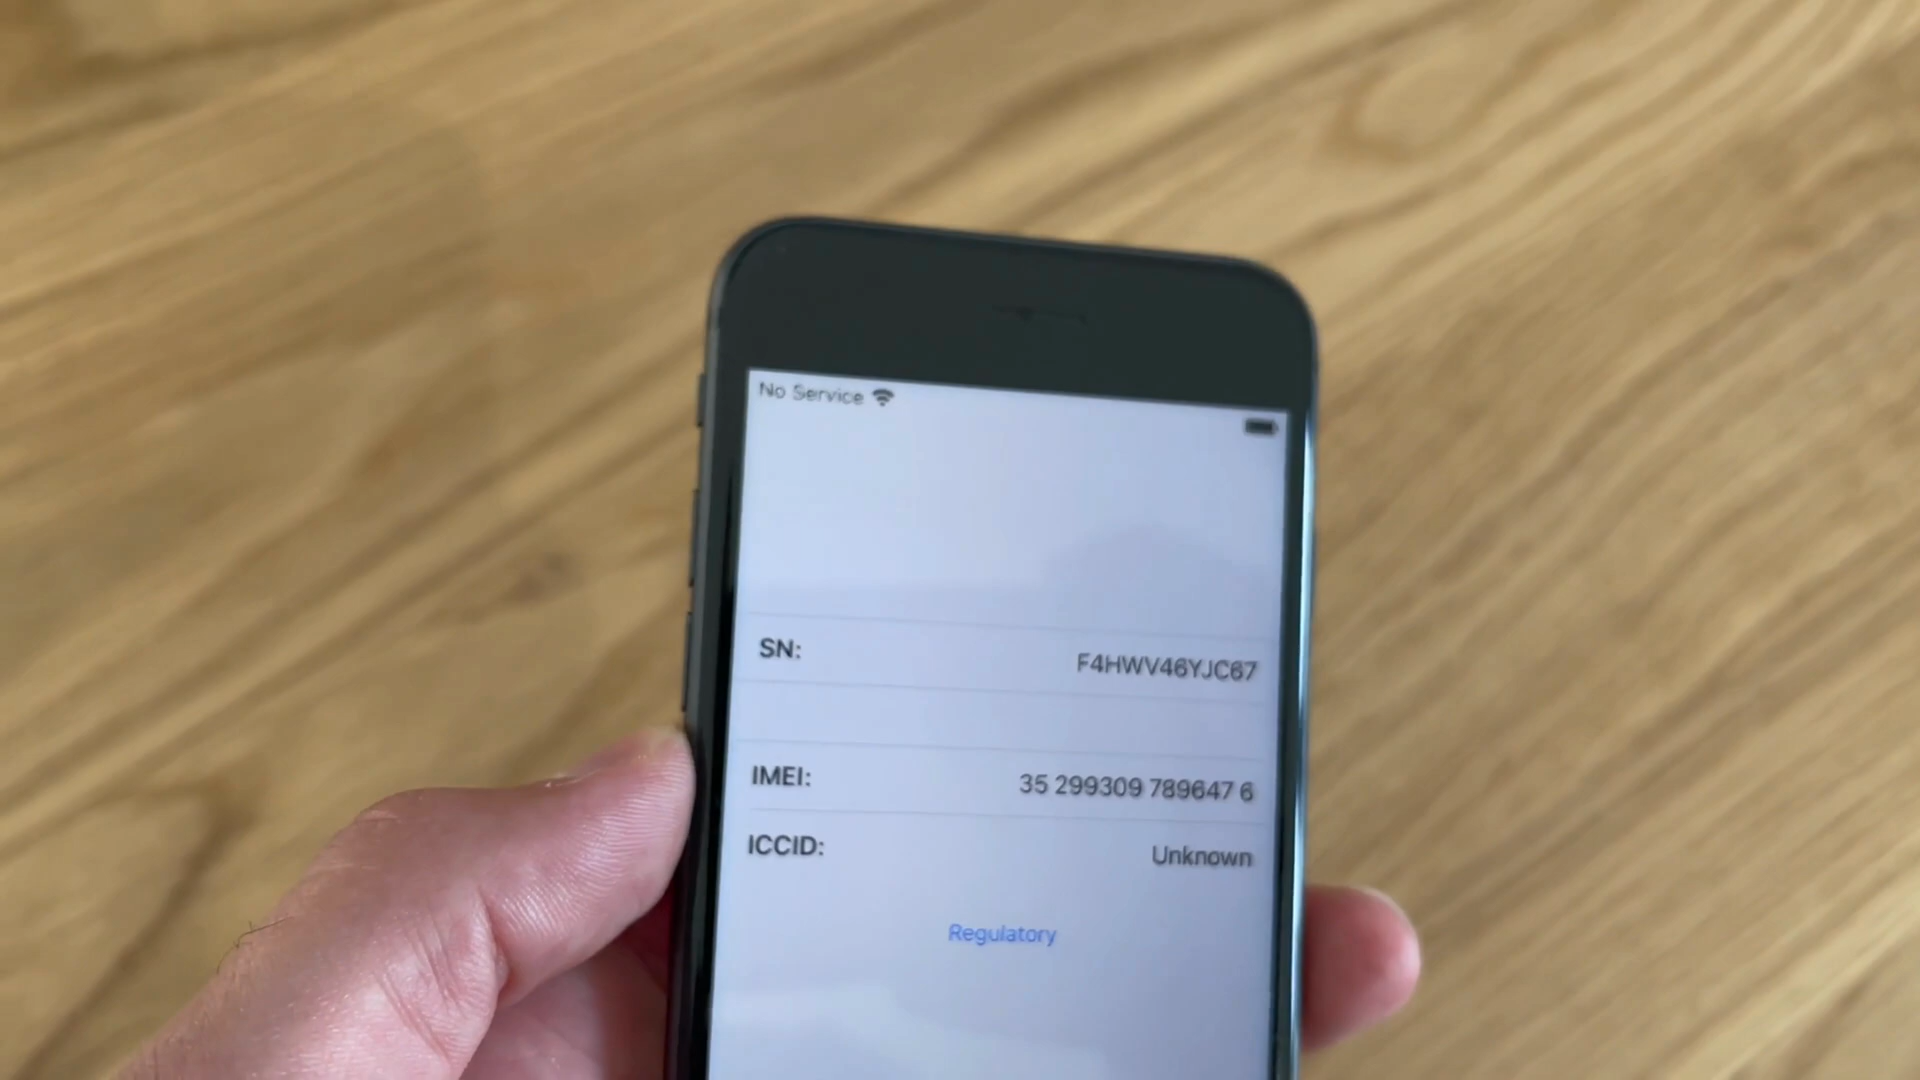 No Service
SN: F4HWV46YJC67
IMEI: 35 299309 789647 6
ICCID: Unknown
Regulatory